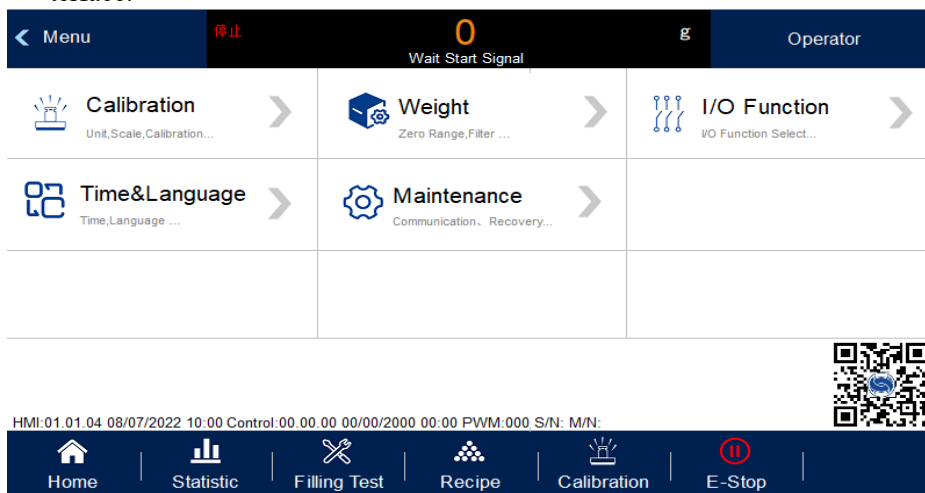 Menu
停止
0
g
Operator
Wait Start Signal
Calibration
Unit,Scale,Calibration...
Weight
Zero Range,Filter ...
I/O Function
I/O Function Select...
Time&Language
Time,Language ...
Maintenance
Communication、Recovery...
HMI:01.01.04 08/07/2022 10:00 Control:00.00.00 00/00/2000 00:00 PWM:000 S/N: M/N:
Home
Statistic
Filling Test
Recipe
Calibration
E-Stop